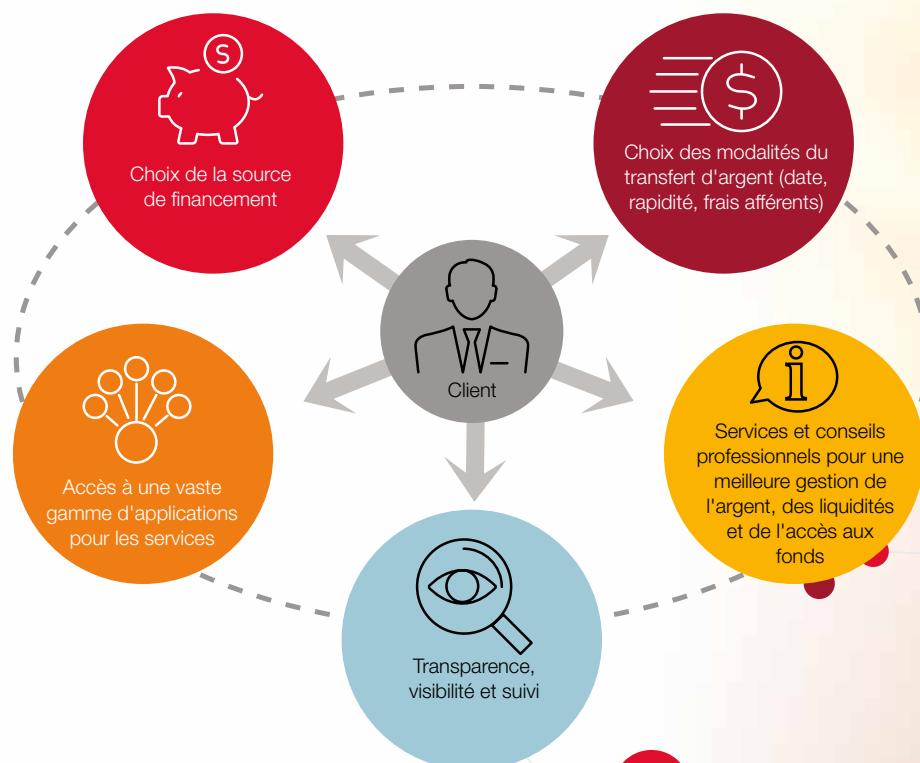 S
Choix de la source
de financement
$
Choix des modalités du
transfert d'argent (date,
rapidité, frais afférents)
Client
Accès à une vaste
gamme d'applications
pour les services
i
Services et conseils
professionnels pour une
meilleure gestion de
l'argent, des liquidités
et de l'accès aux
fonds
Transparence,
visibilité et suivi